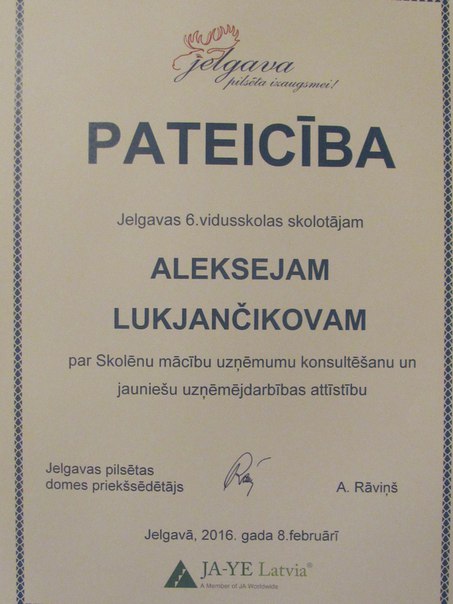 jelgava
pilsēta izaugsmei!
PATEICĪBA
Jelgavas 6.vidusskolas skolotājam
ALEKSEJAM
LUKJANČIKOVAM
par Skolēnu mācību uzņēmumu konsultēšanu un
jauniešu uzņēmējdarbības attīstību
Jelgavas pilsētas
domes priekšsēdētājs
A. Rāviņš
Jelgavā, 2016. gada 8.februārī
JA-YE Latvia®
A Member of JA Worldwide